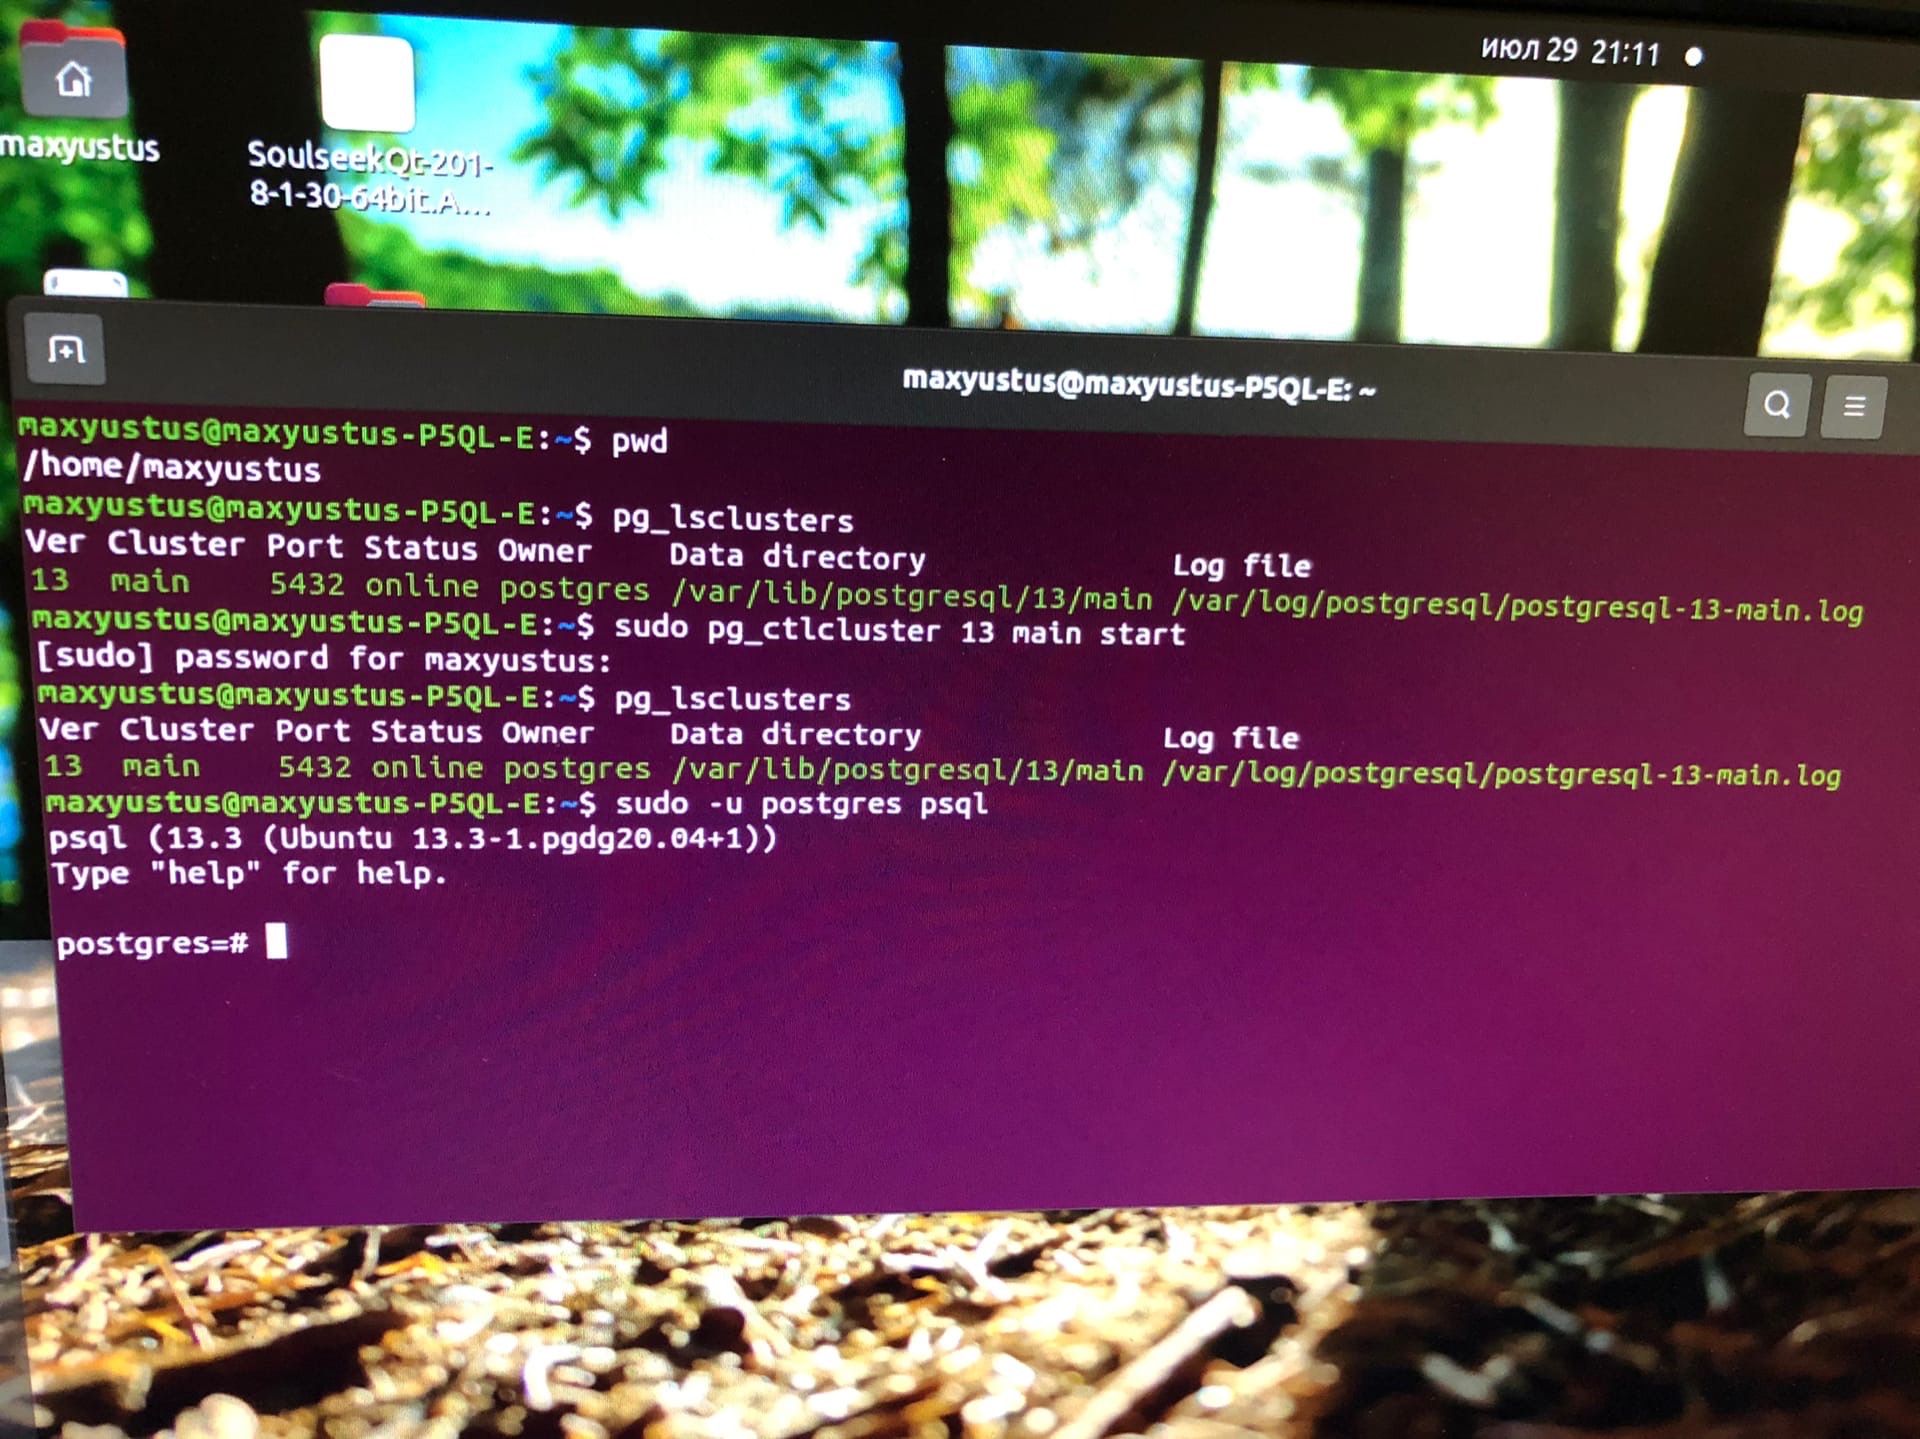 июл 29 21:11
maxyustus
SoulseekQt-201-
8-1-30-64bit.A...
maxyustus@maxyustus-P5QL-E: ~
maxyustus@maxyustus-P5QL-E:~$ pwd
/home/maxyustus
maxyustus@maxyustus-P5QL-E:~$ pg_lsclusters
Ver Cluster Port Status Owner    Data directory              Log file
13  main    5432 online postgres /var/lib/postgresql/13/main /var/log/postgresql/postgresql-13-main.log
maxyustus@maxyustus-P5QL-E:~$ sudo pg_ctlcluster 13 main start
[sudo] password for maxyustus:
maxyustus@maxyustus-P5QL-E:~$ pg_lsclusters
Ver Cluster Port Status Owner    Data directory              Log file
13  main    5432 online postgres /var/lib/postgresql/13/main /var/log/postgresql/postgresql-13-main.log
maxyustus@maxyustus-P5QL-E:~$ sudo -u postgres psql
psql (13.3 (Ubuntu 13.3-1.pgdg20.04+1))
Type "help" for help.
postgres=#